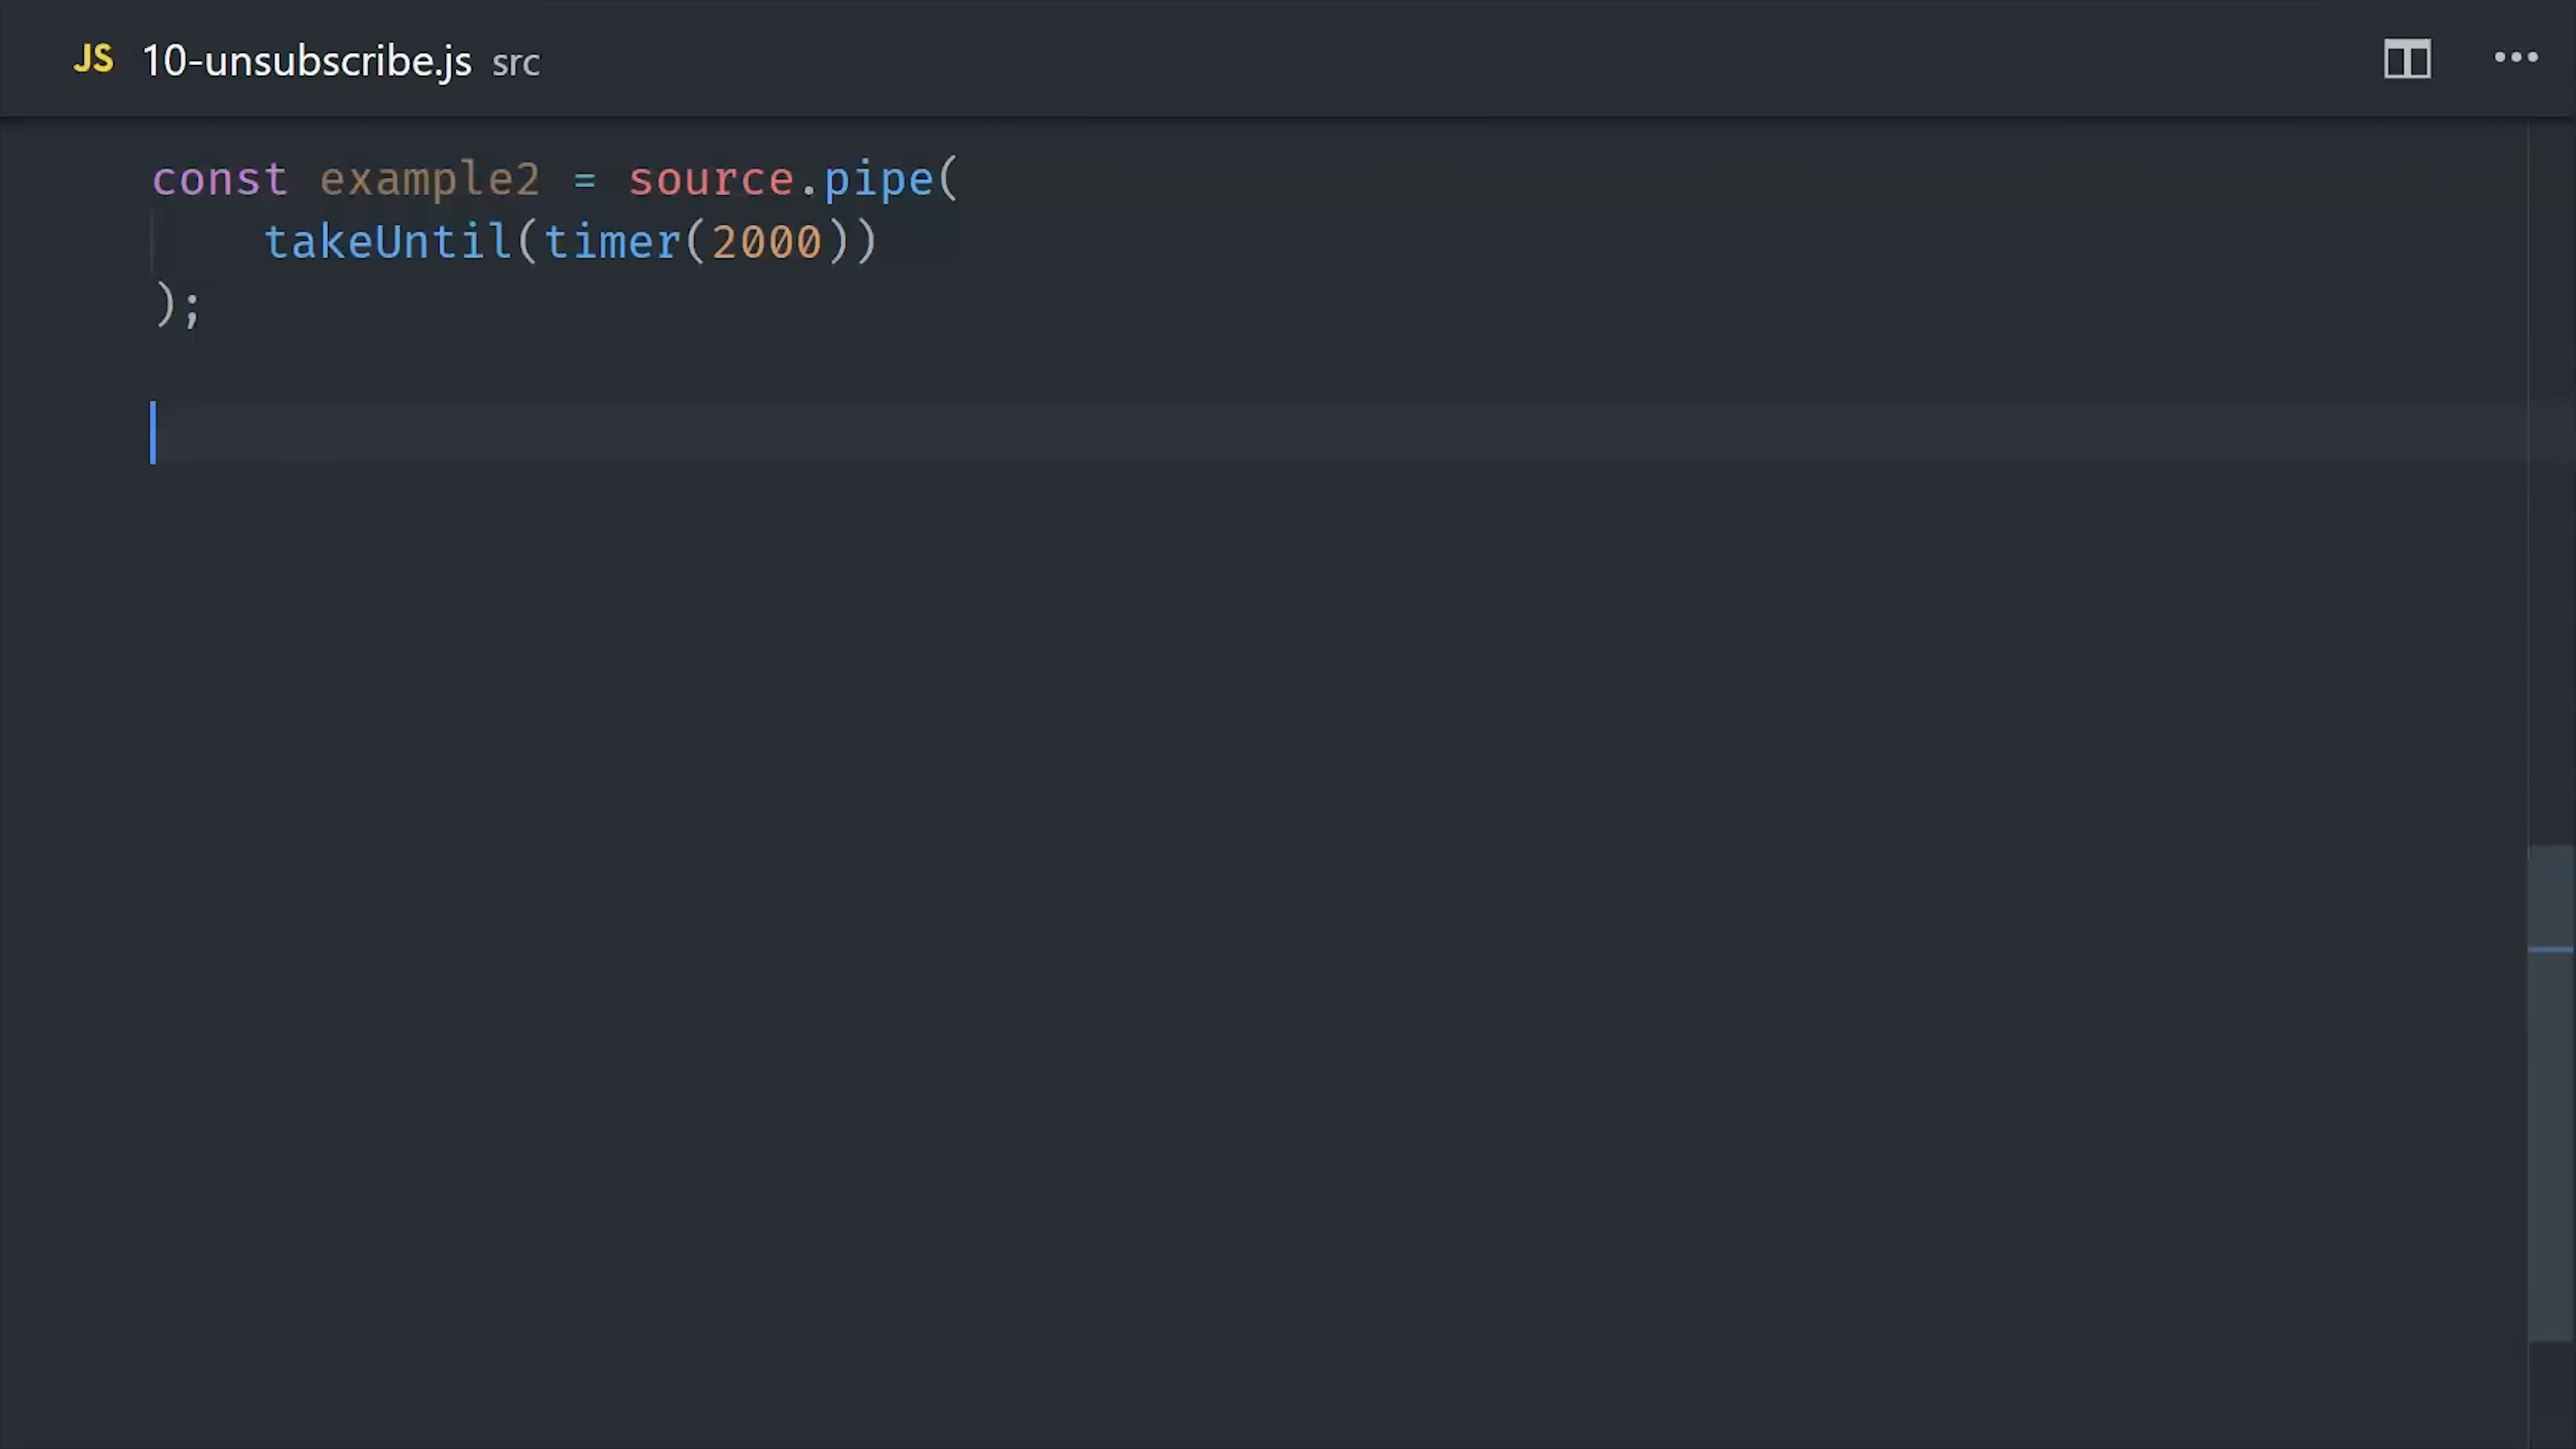 JS 10-unsubscribe.js src
const example2 = source.pipe(
    takeUntil(timer(2000))
);